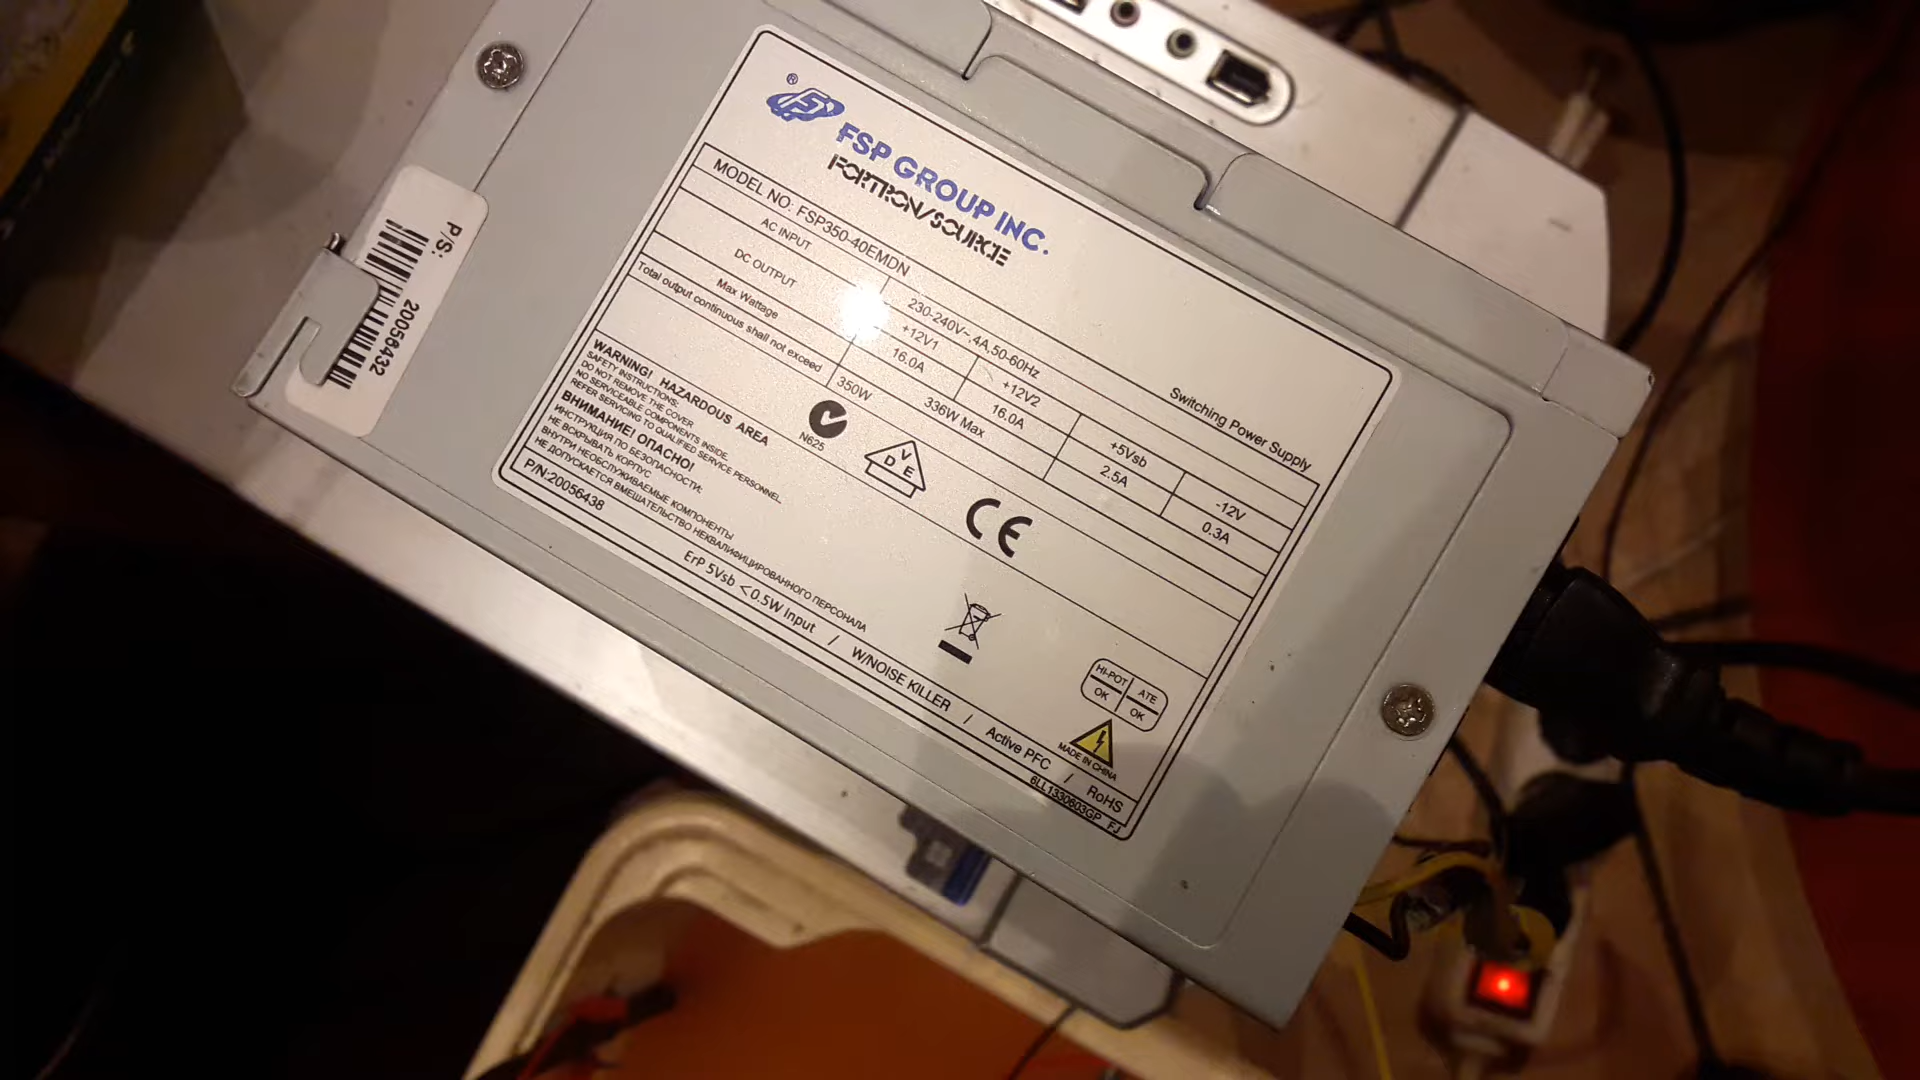 ®
FSP GROUP INC.
FORTRON/SOURCE
Switching Power Supply
MODEL NO: FSP350-40EMDN
AC INPUT 230-240V~,4A,50-60Hz
DC OUTPUT +12V1 +12V2 +5Vsb -12V
16.0A 16.0A 2.5A 0.3A
Max Wattage 336W Max
Total output continuous shall not exceed 350W
WARNING! HAZARDOUS AREA
SAFETY INSTRUCTIONS:
DO NOT REMOVE THE COVER
NO SERVICEABLE COMPONENTS INSIDE.
REFER SERVICING TO QUALIFIED SERVICE PERSONNEL
ВНИМАНИЕ! ОПАСНО!
ИНСТРУКЦИЯ ПО БЕЗОПАСНОСТИ:
НЕ ВСКРЫВАТЬ КОРПУС
ВНУТРИ НЕОБСЛУЖИВАЕМЫЕ КОМПОНЕНТЫ
НЕ ДОПУСКАЕТСЯ ВМЕШАТЕЛЬСТВО НЕКВАЛИФИЦИРОВАННОГО ПЕРСОНАЛА
P/N:20056438
N625
VDE
CE
HI-POT OK
ATE OK
MADE IN CHINA
ErP 5Vsb <0.5W Input / W/NOISE KILLER / Active PFC / RoHS
6LL1330603GP FJ
P/S:
20056432